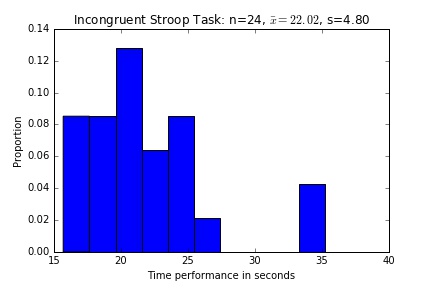 Incongruent Stroop Task: n=24, x̄ = 22.02, s=4.80
0.14
0.12
0.10
0.08
0.06
0.04
0.02
0.00
Proportion
15 20 25 30 35 40
Time performance in seconds